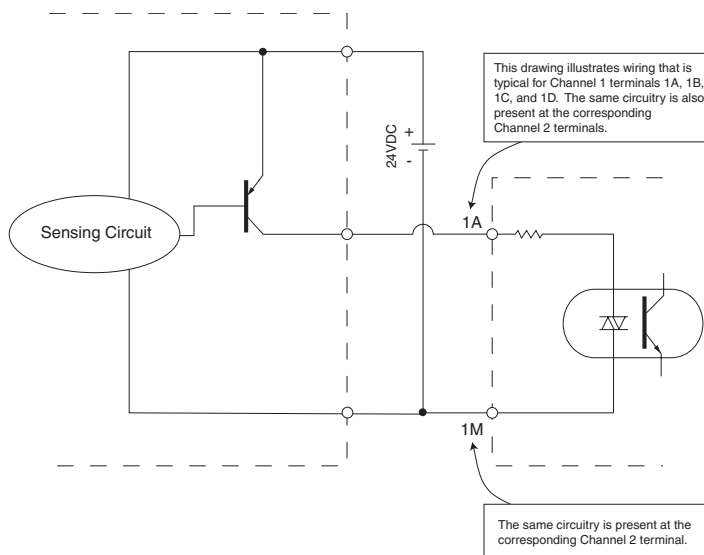 This drawing illustrates wiring that is
typical for Channel 1 terminals 1A, 1B,
1C, and 1D. The same circuitry is also
present at the corresponding
Channel 2 terminals.
24VDC
+
-
1A
Sensing Circuit
1M
The same circuitry is present at the
corresponding Channel 2 terminal.